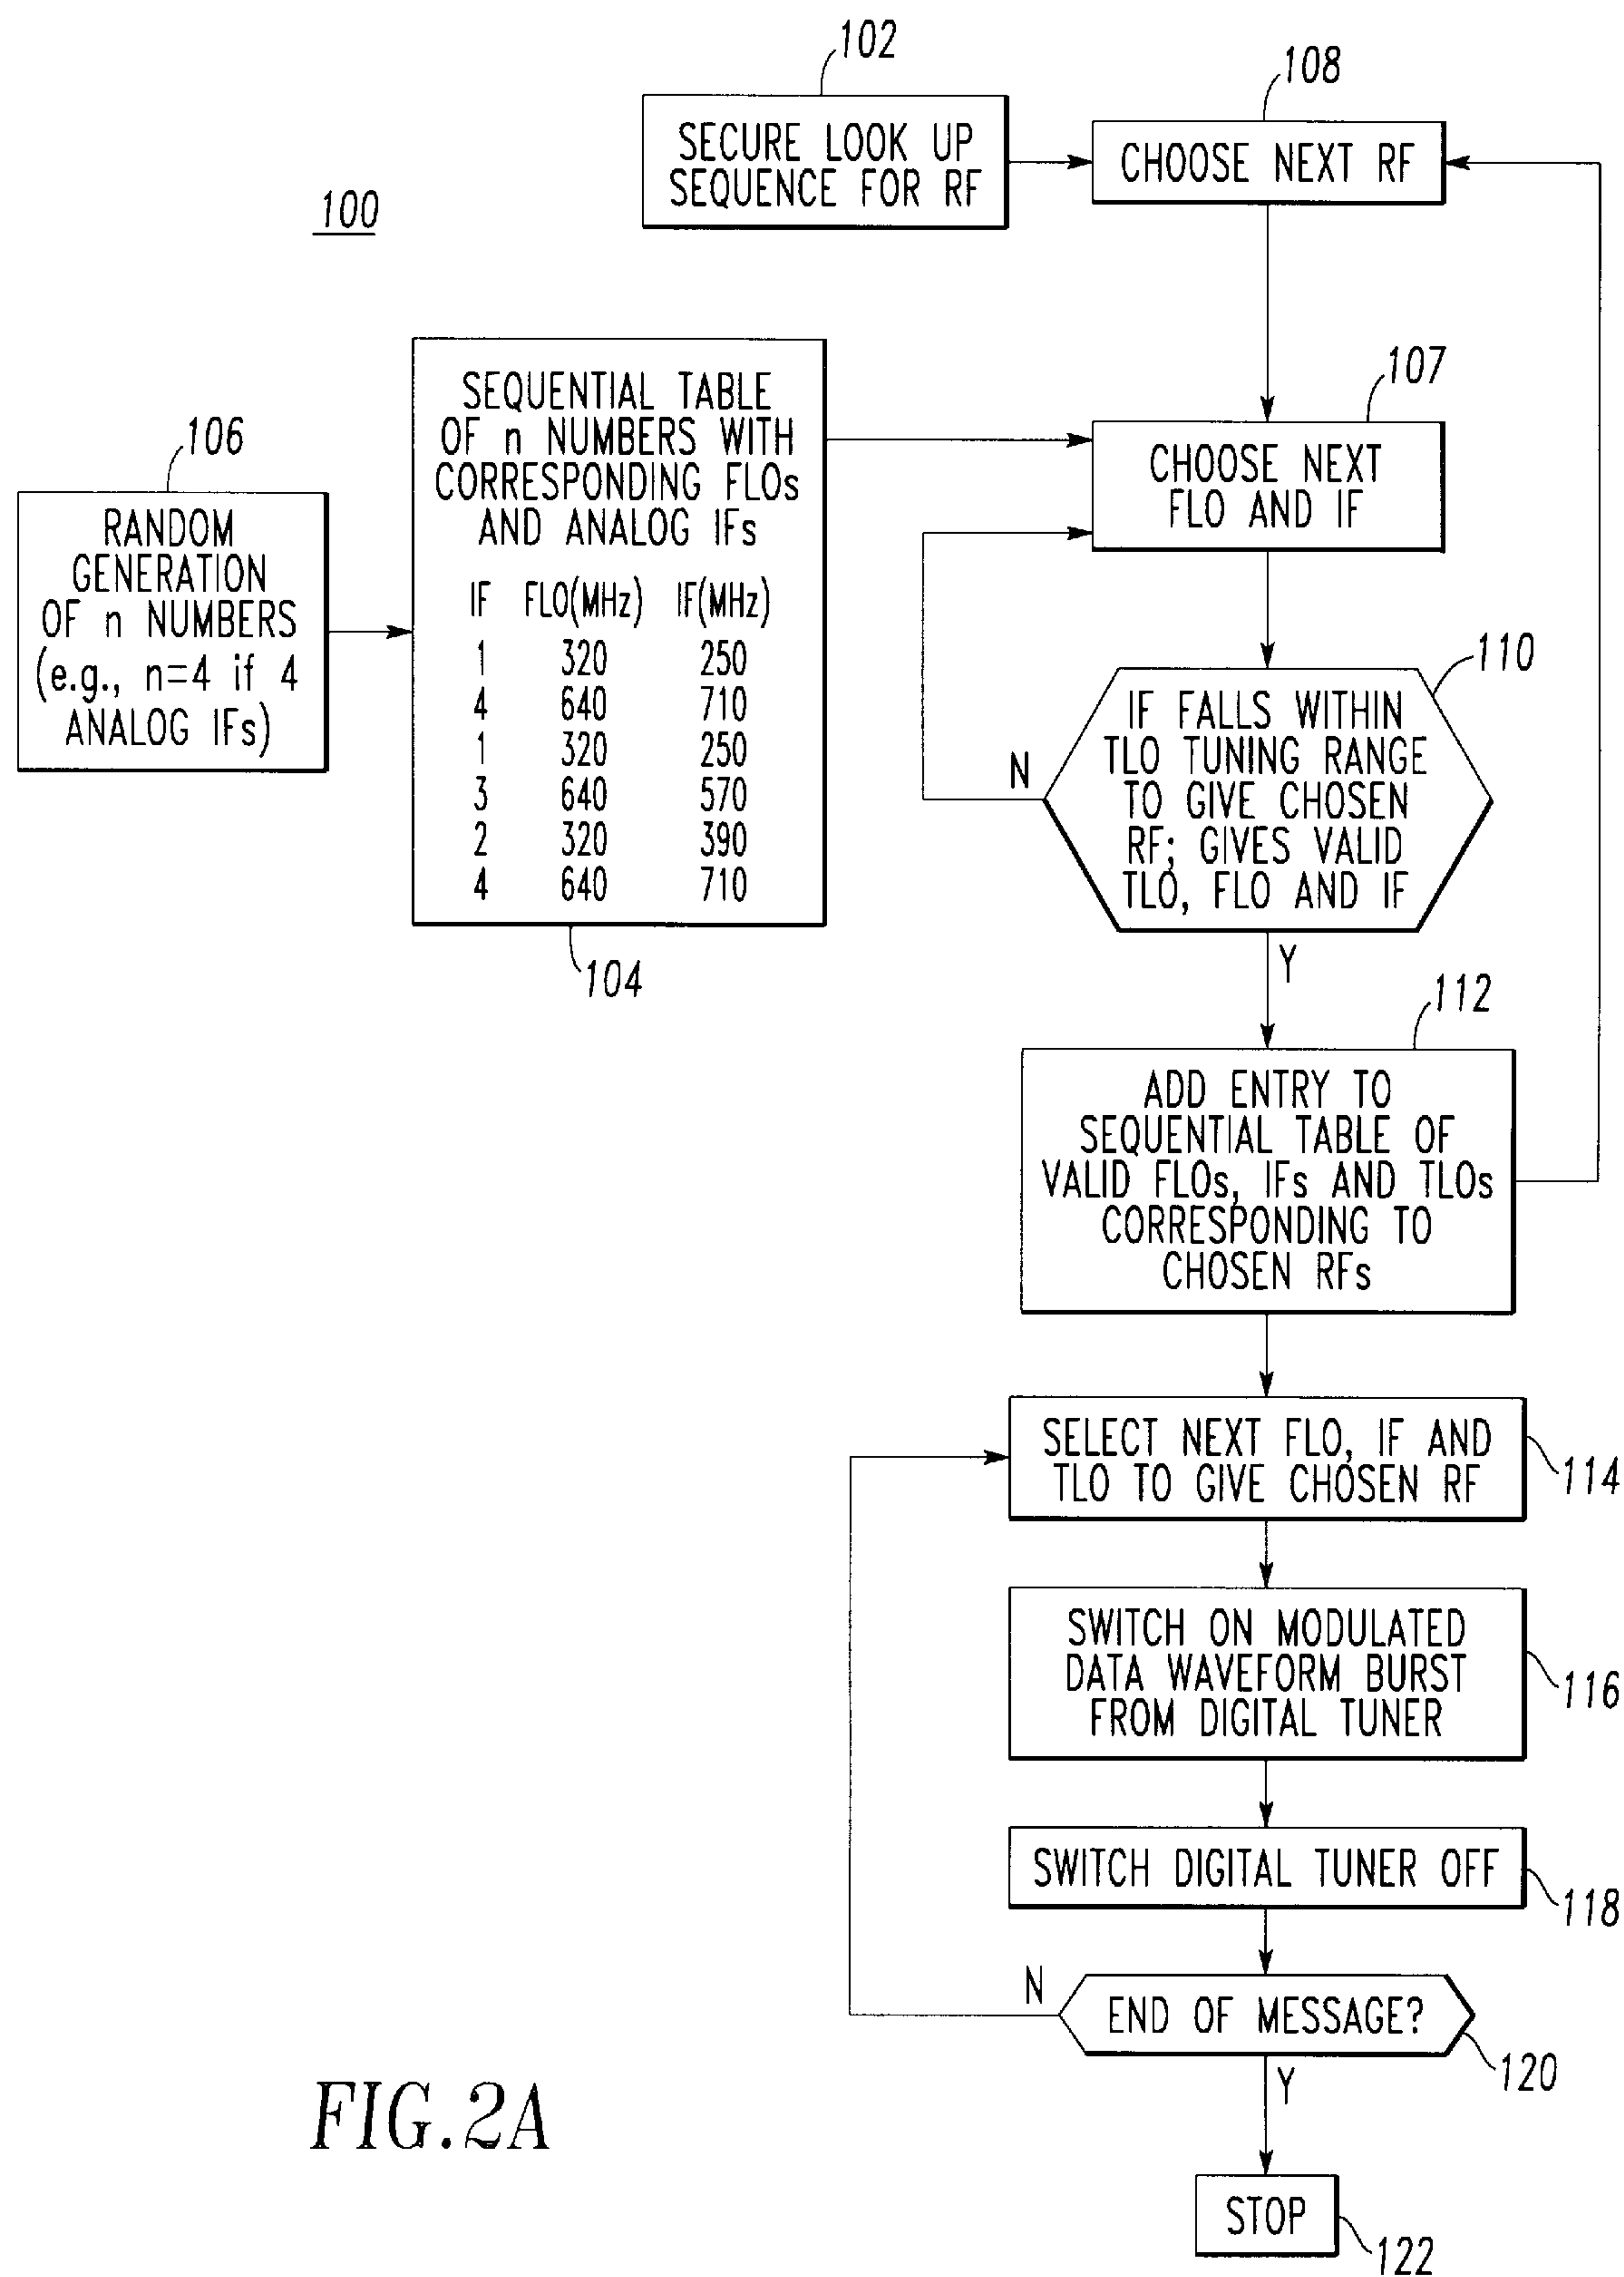 102
SECURE LOOK UP
SEQUENCE FOR RF
108
CHOOSE NEXT RF
100
106
RANDOM
GENERATION
OF n NUMBERS
(e.g., n=4 if 4
ANALOG IFs)
SEQUENTIAL TABLE
OF n NUMBERS WITH
CORRESPONDING FLOs
AND ANALOG IFs
IF FLO(MHz) IF(MHz)
1 320 250
4 640 710
1 320 250
3 640 570
2 320 390
4 640 710
104
107
CHOOSE NEXT
FLO AND IF
110
IF FALLS WITHIN
TLO TUNING RANGE
TO GIVE CHOSEN
RF; GIVES VALID
TLO, FLO AND IF
N
Y
112
ADD ENTRY TO
SEQUENTIAL TABLE OF
VALID FLOs, IFs AND TLOs
CORRESPONDING TO
CHOSEN RFs
SELECT NEXT FLO, IF AND
TLO TO GIVE CHOSEN RF
114
SWITCH ON MODULATED
DATA WAVEFORM BURST
FROM DIGITAL TUNER
116
SWITCH DIGITAL TUNER OFF
118
N
END OF MESSAGE?
120
Y
STOP
122
FIG.2A